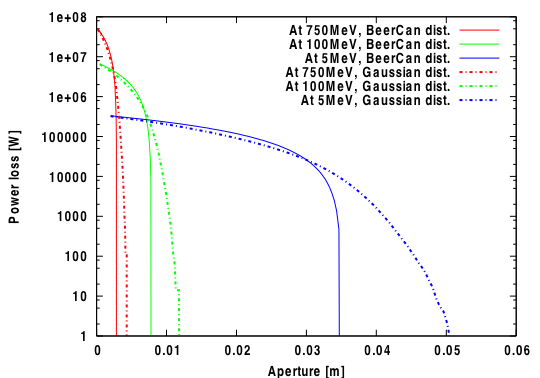 1e+08
1e+07
1e+06
100000
10000
1000
100
10
1
0
0.01
0.02
0.03
0.04
0.05
0.06
Power loss [W]
Aperture [m]
At 750MeV, BeerCan dist.
At 100MeV, BeerCan dist.
At 5MeV, BeerCan dist.
At 750MeV, Gaussian dist.
At 100MeV, Gaussian dist.
At 5MeV, Gaussian dist.